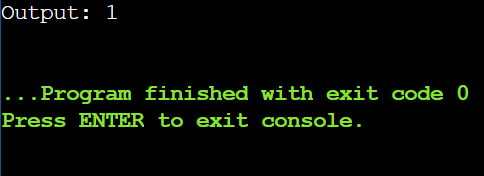 Output: 1
...Program finished with exit code 0
Press ENTER to exit console.